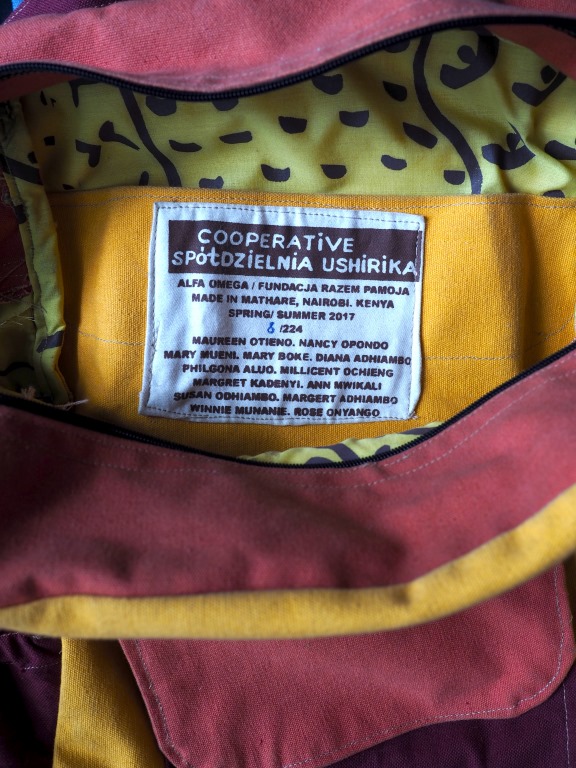 COOPERATIVE
SPÓŁDZIELNIA USHIRIKA
ALFA OMEGA / FUNDACJA RAZEM PAMOJA
MADE IN MATHARE, NAIROBI. KENYA
SPRING/ SUMMER 2017
8 /224
MAUREEN OTIENO. NANCY OPONDO
MARY MUENI. MARY BOKE. DIANA ADHIAMBO
PHILGONA ALUO. MILLICENT OCHIENG
MARGRET KADENYI. ANN MWIKALI
SUSAN ODHIAMBO. MARGERT ADHIAMBO
WINNIE MUNANIE. ROSE ONYANGO